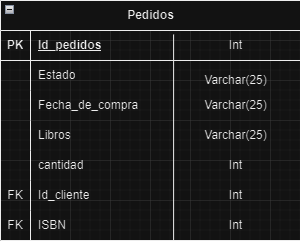 Pedidos
PK Id_pedidos Int
Estado Varchar(25)
Fecha_de_compra Varchar(25)
Libros Varchar(25)
cantidad Int
FK Id_cliente Int
FK ISBN Int